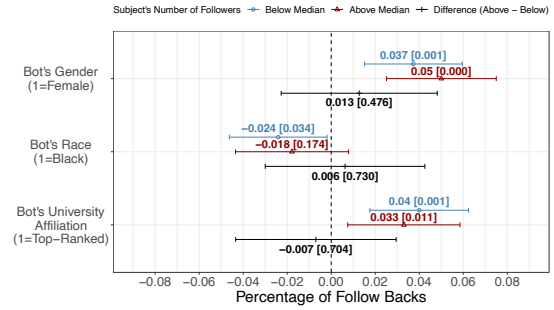 Subject's Number of Followers Below Median Above Median Difference (Above − Below)
Bot's Gender
(1=Female)
0.037 [0.001]
0.05 [0.000]
0.013 [0.476]
Bot's Race
(1=Black)
−0.024 [0.034]
−0.018 [0.174]
0.006 [0.730]
Bot's University
Affiliation
(1=Top−Ranked)
0.04 [0.001]
0.033 [0.011]
−0.007 [0.704]
−0.08 −0.06 −0.04 −0.02 0.00 0.02 0.04 0.06 0.08
Percentage of Follow Backs